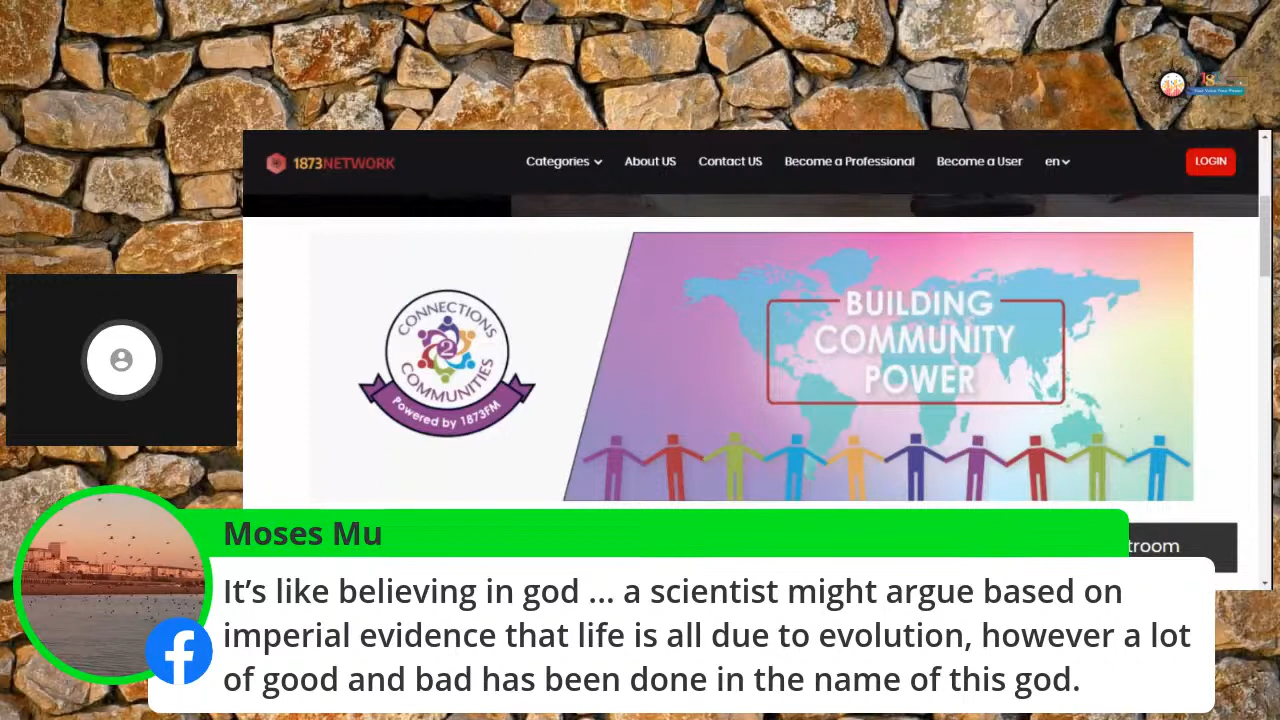 1873NETWORK
Categories About US Contact US Become a Professional Become a User en LOGIN
CONNECTIONS
2
COMMUNITIES
Powered by 1873FM
BUILDING
COMMUNITY
POWER
troom
Moses Mu
It’s like believing in god ... a scientist might argue based on
imperial evidence that life is all due to evolution, however a lot
of good and bad has been done in the name of this god.